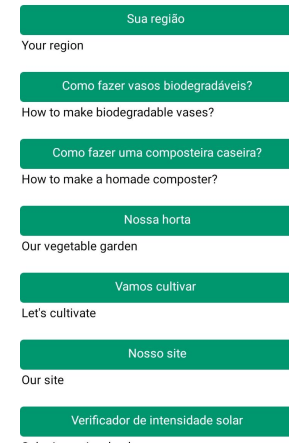 Sua região
Your region
Como fazer vasos biodegradáveis?
How to make biodegradable vases?
Como fazer uma composteira caseira?
How to make a homade composter?
Nossa horta
Our vegetable garden
Vamos cultivar
Let's cultivate
Nosso site
Our site
Verificador de intensidade solar